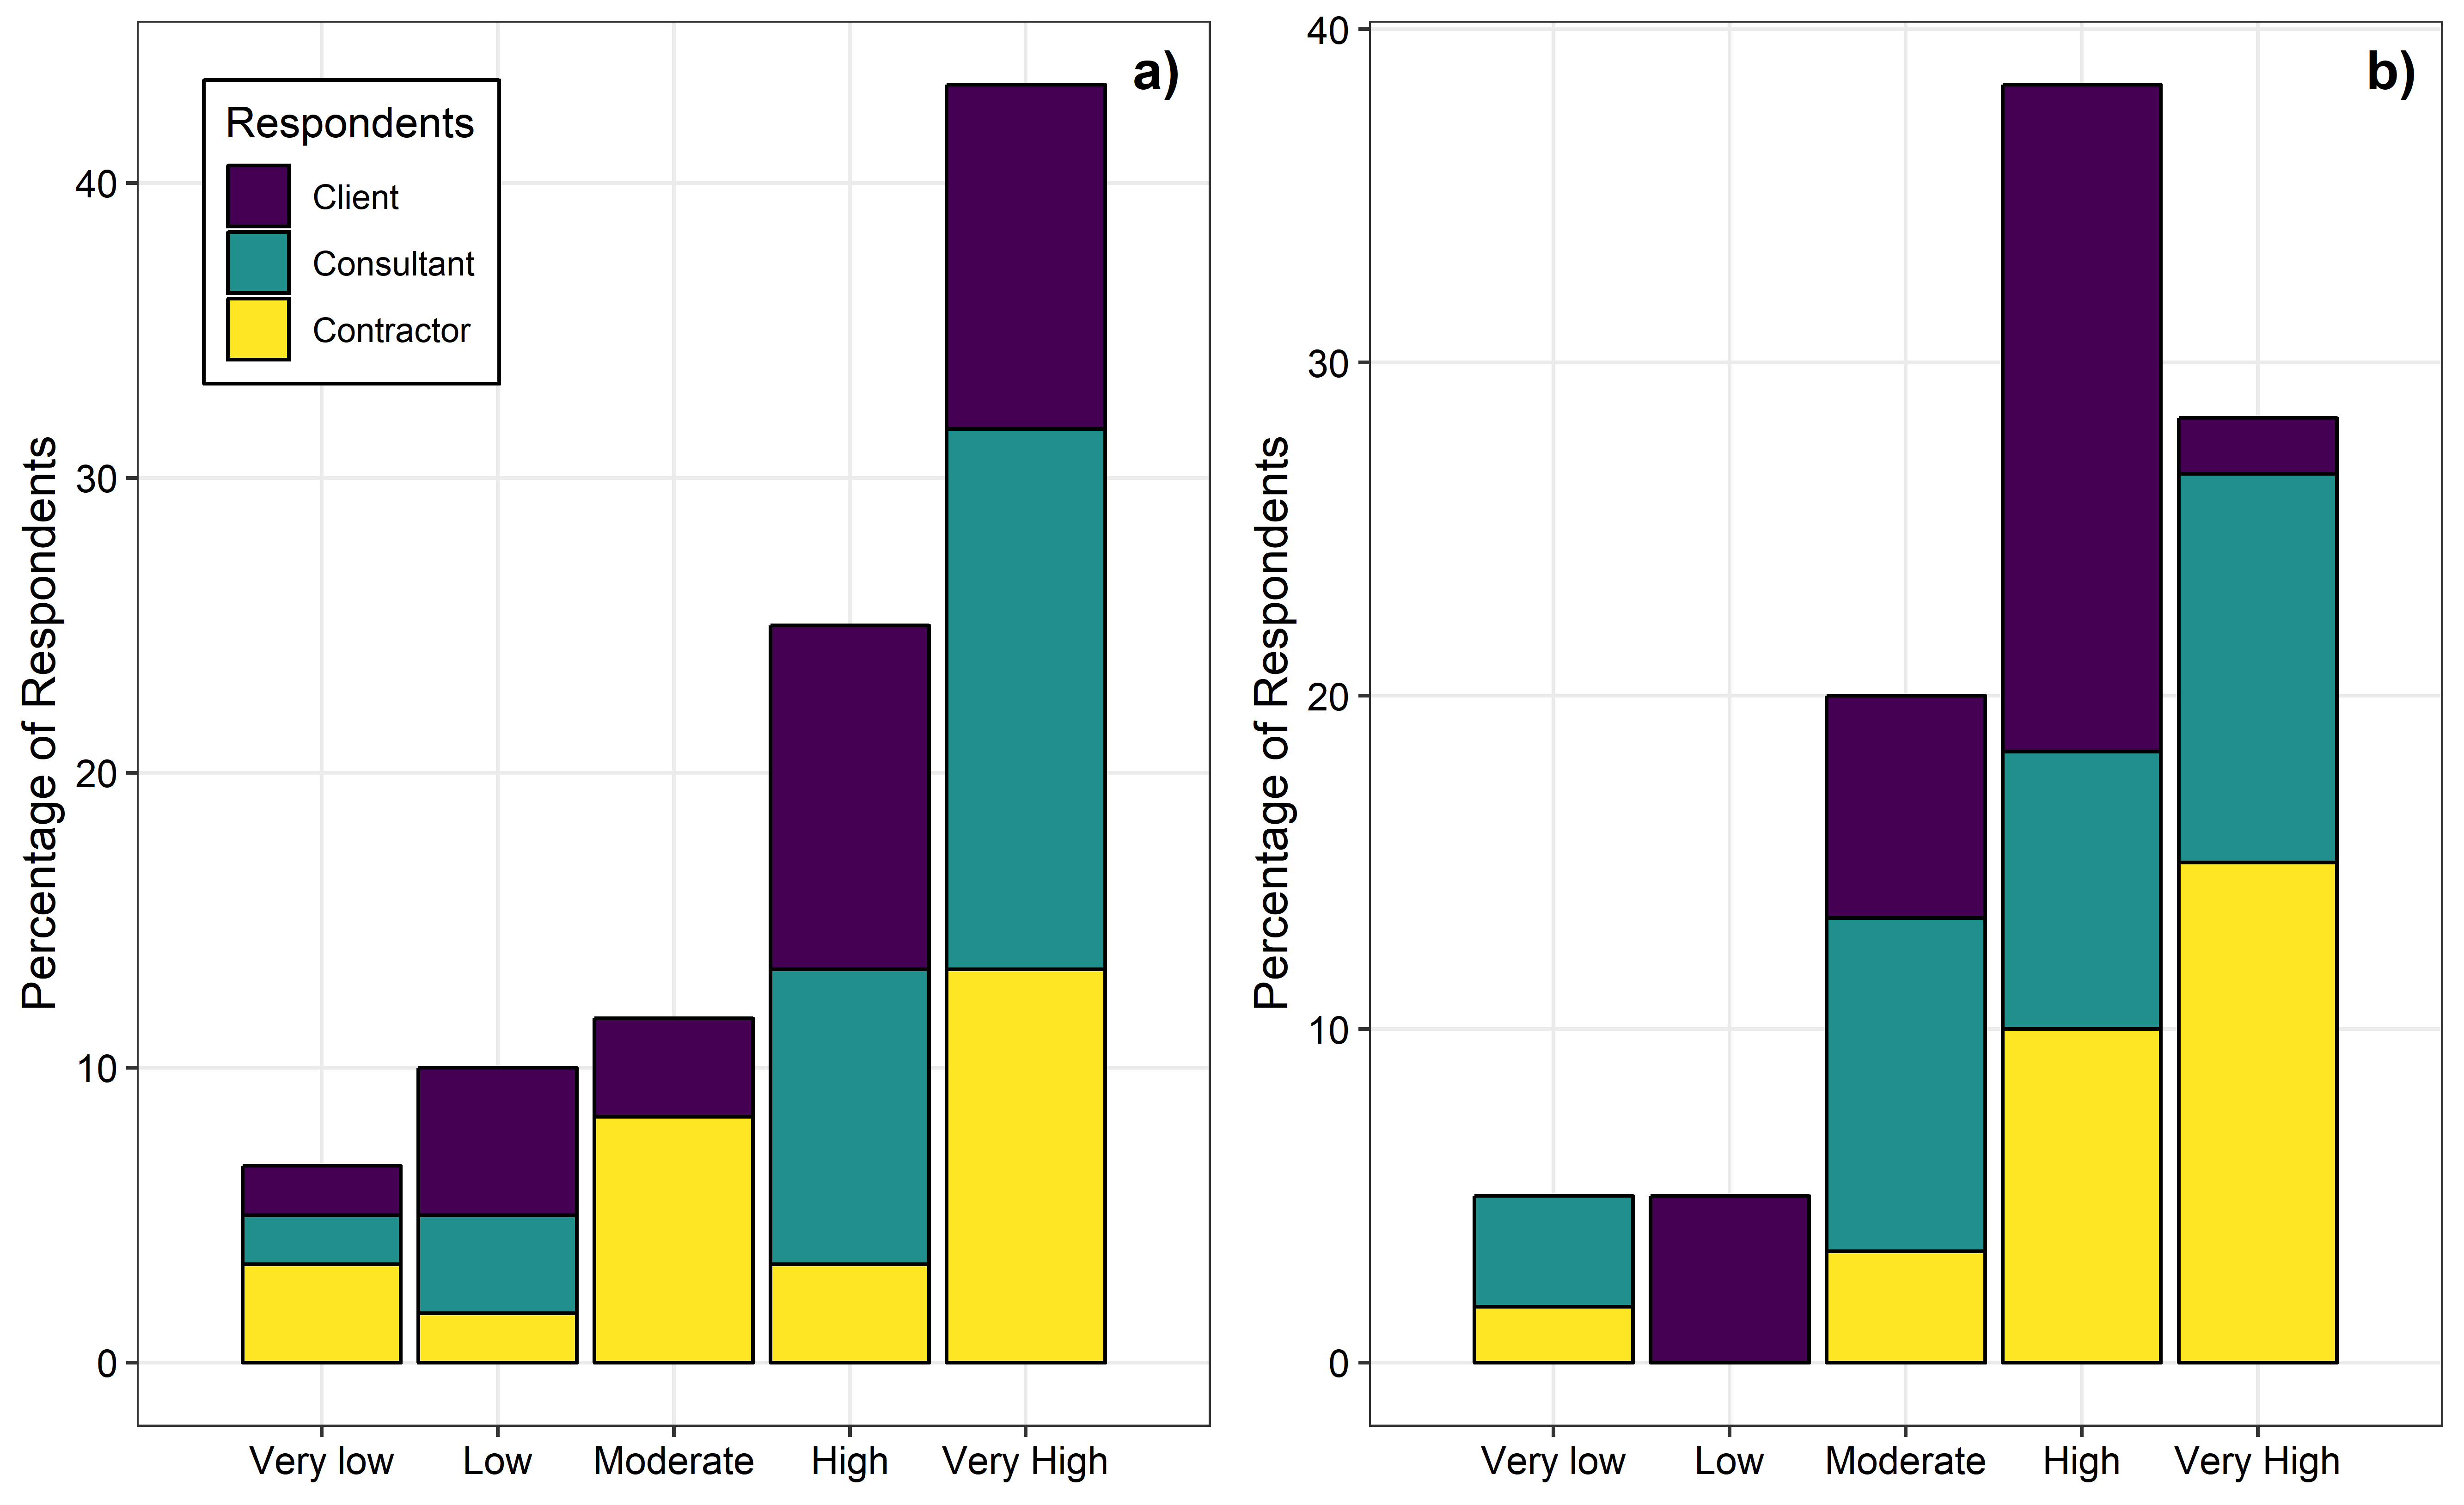 a)
Respondents
Client
Consultant
Contractor
Percentage of Respondents
40
30
20
10
0
Very low Low Moderate High Very High
b)
Percentage of Respondents
40
30
20
10
0
Very low Low Moderate High Very High